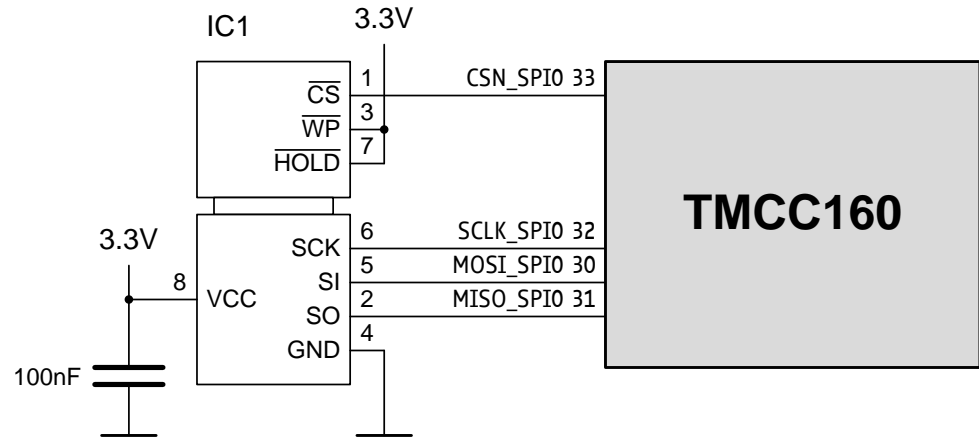 IC1
3.3V
CS 1 CSN_SPI0 33
WP 3
HOLD 7
TMCC160
3.3V
SCK 6 SCLK_SPI0 32
SI 5 MOSI_SPI0 30
8 VCC
SO 2 MISO_SPI0 31
GND 4
100nF